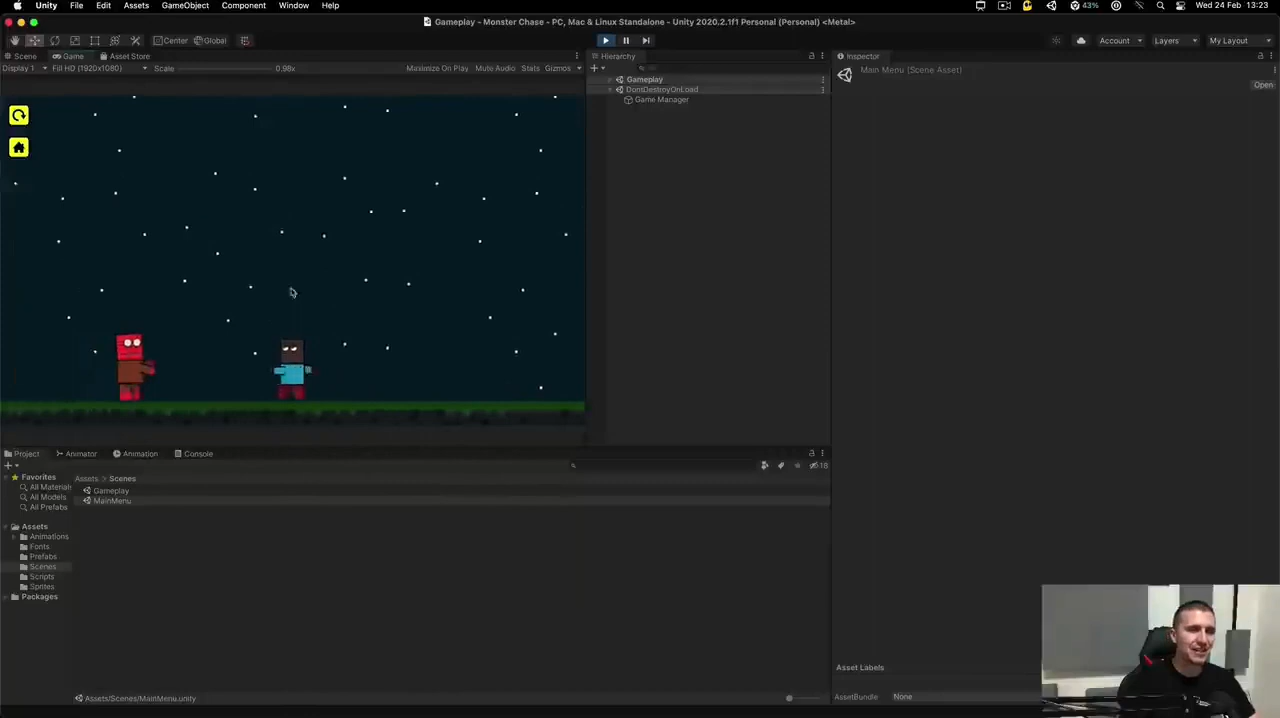 Unity File Edit Assets GameObject Component Window Help 43% Wed 24 Feb 13:23
Gameplay - Monster Chase - PC, Mac & Linux Standalone - Unity 2020.2.1f1 Personal (Personal) <Metal>
Center Global Account Layers My Layout
Scene Game Asset Store Hierarchy Inspector
Display 1 Full HD (1920x1080) Scale 0.98x Maximize On Play Mute Audio Stats Gizmos
Main Menu (Scene Asset)
Open
Gameplay
DontDestroyOnLoad
Game Manager
Project Animator Animation Console
18
Favorites
All Material
All Models
All Prefabs
Assets
Animations
Fonts
Prefabs
Scenes
Scripts
Sprites
Packages
Assets > Scenes
Gameplay
MainMenu
Assets/Scenes/MainMenu.unity
Asset Labels
AssetBundle None